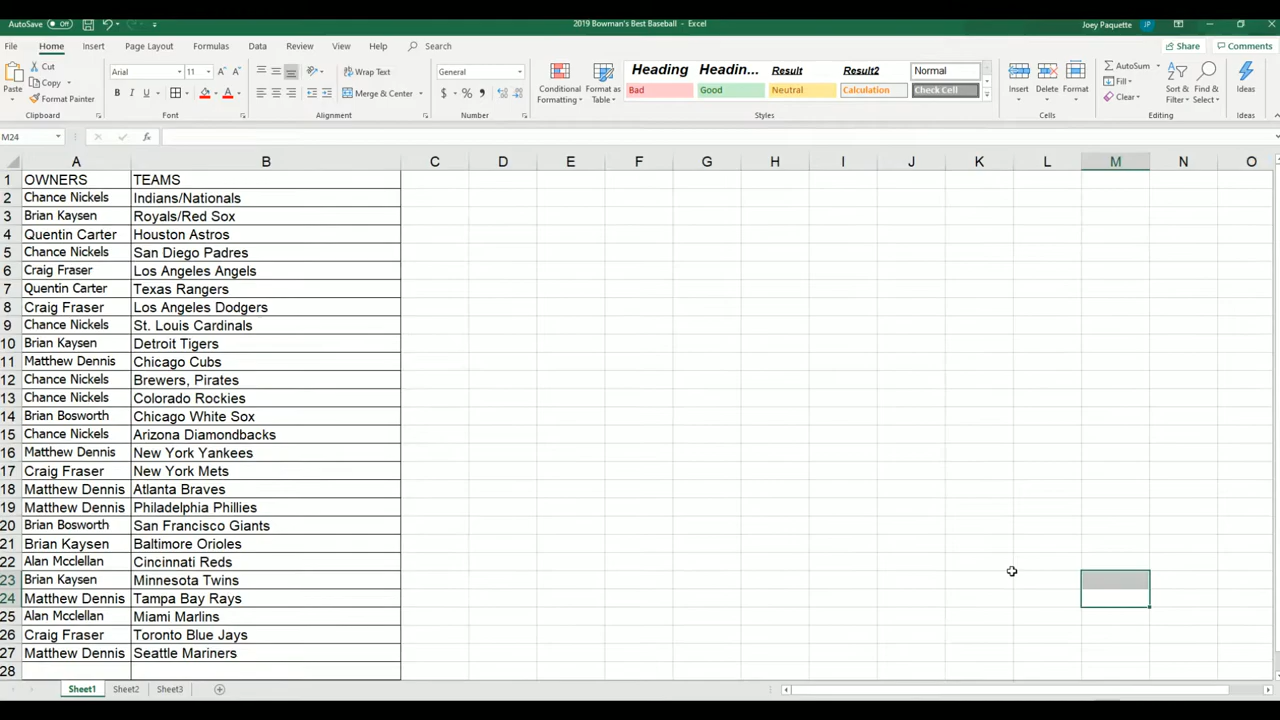 AutoSave Off 2019 Bowman's Best Baseball - Excel Joey Paquette JP
File Home Insert Page Layout Formulas Data Review View Help Search Share Comments
Cut Arial 11 A A Wrap Text General Heading Headin... Result Result2 Normal AutoSum
Copy Fill
Paste Format Painter B I U A Merge & Center $ % Conditional Formatting Format as Table Bad Good Neutral Calculation Check Cell Insert Delete Format Clear Sort & Filter Find & Select Ideas
Clipboard Font Alignment Number Styles Cells Editing Ideas
M24 fx
A B C D E F G H I J K L M N O
1 OWNERS TEAMS
2 Chance Nickels Indians/Nationals
3 Brian Kaysen Royals/Red Sox
4 Quentin Carter Houston Astros
5 Chance Nickels San Diego Padres
6 Craig Fraser Los Angeles Angels
7 Quentin Carter Texas Rangers
8 Craig Fraser Los Angeles Dodgers
9 Chance Nickels St. Louis Cardinals
10 Brian Kaysen Detroit Tigers
11 Matthew Dennis Chicago Cubs
12 Chance Nickels Brewers, Pirates
13 Chance Nickels Colorado Rockies
14 Brian Bosworth Chicago White Sox
15 Chance Nickels Arizona Diamondbacks
16 Matthew Dennis New York Yankees
17 Craig Fraser New York Mets
18 Matthew Dennis Atlanta Braves
19 Matthew Dennis Philadelphia Phillies
20 Brian Bosworth San Francisco Giants
21 Brian Kaysen Baltimore Orioles
22 Alan Mcclellan Cincinnati Reds
23 Brian Kaysen Minnesota Twins
24 Matthew Dennis Tampa Bay Rays
25 Alan Mcclellan Miami Marlins
26 Craig Fraser Toronto Blue Jays
27 Matthew Dennis Seattle Mariners
28
Sheet1 Sheet2 Sheet3